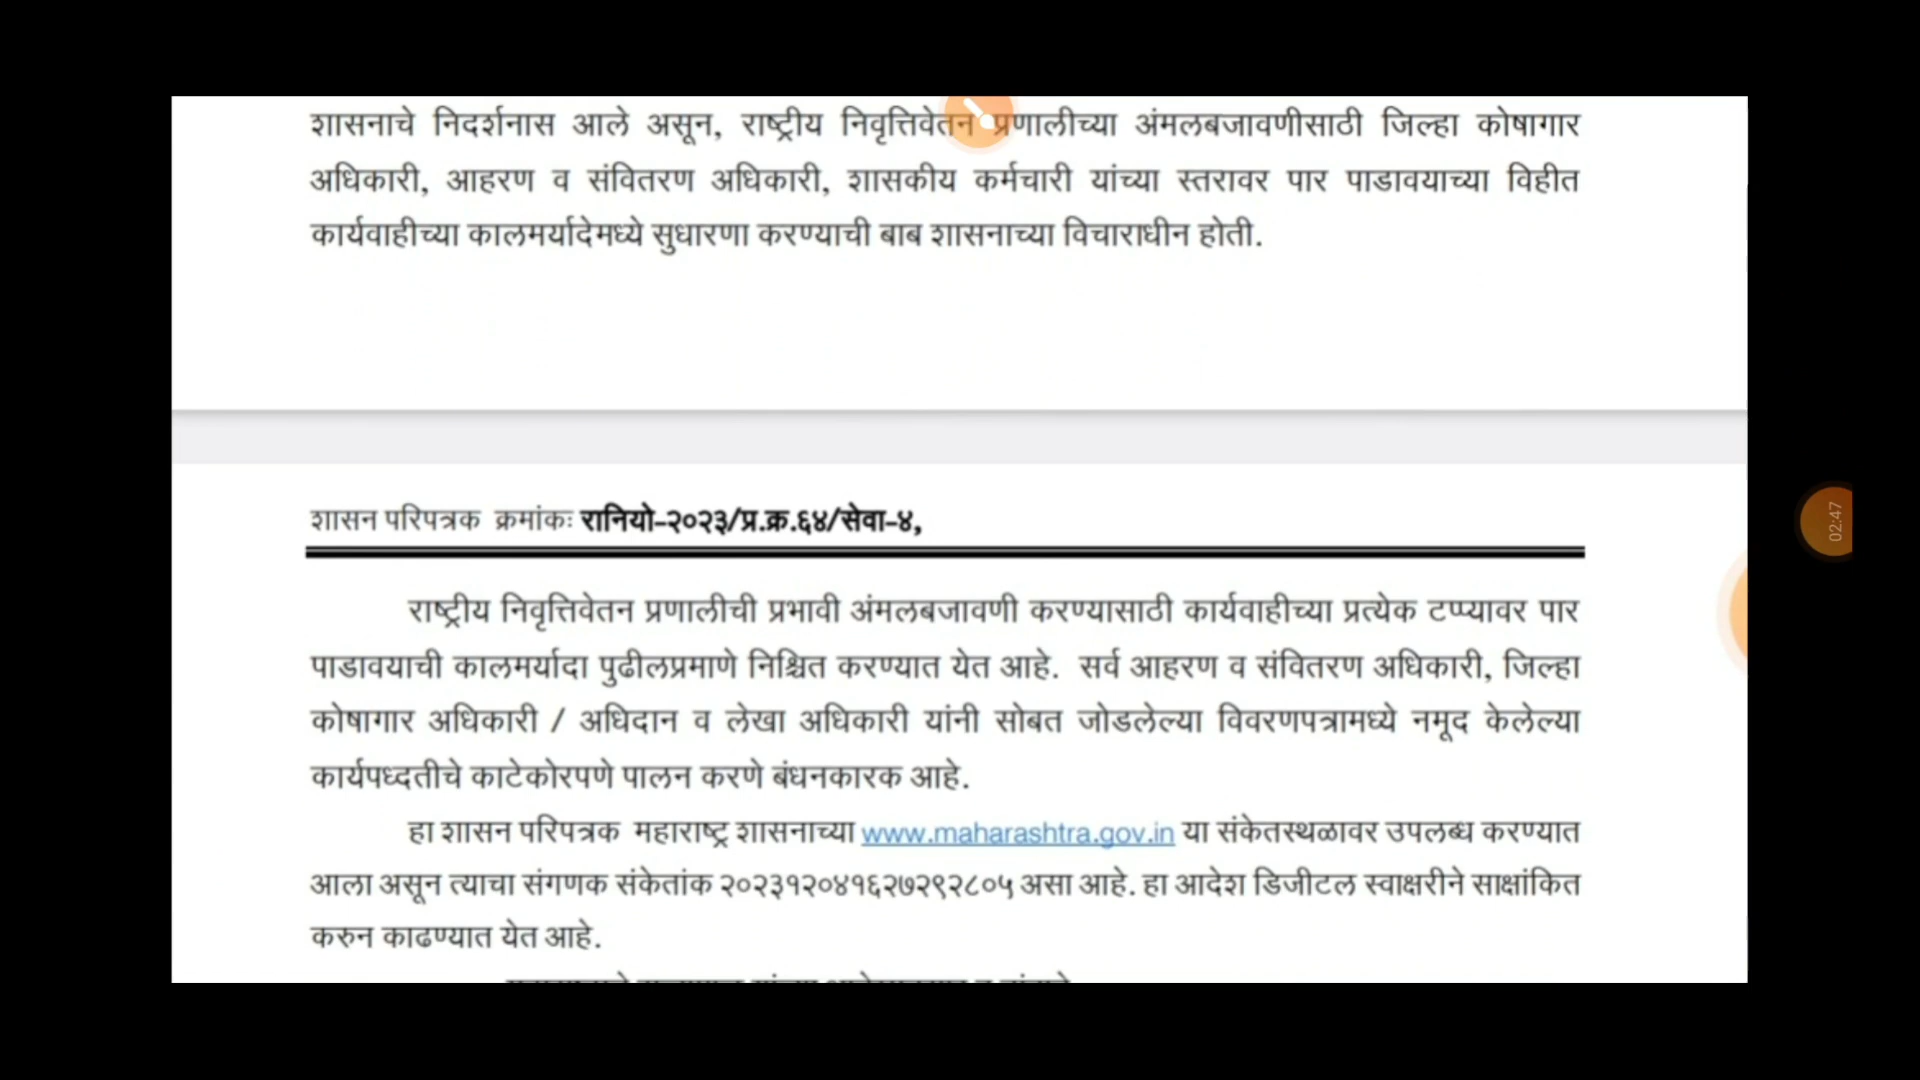 शासनाचे निदर्शनास आले असून, राष्ट्रीय निवृत्तिवेतन प्रणालीच्या अंमलबजावणीसाठी जिल्हा कोषागार
अधिकारी, आहरण व संवितरण अधिकारी, शासकीय कर्मचारी यांच्या स्तरावर पार पाडावयाच्या विहीत
कार्यवाहीच्या कालमर्यादेमध्ये सुधारणा करण्याची बाब शासनाच्या विचाराधीन होती.
शासन परिपत्रक क्रमांकः रानियो-२०२३/प्र.क्र.६४/सेवा-४,
राष्ट्रीय निवृत्तिवेतन प्रणालीची प्रभावी अंमलबजावणी करण्यासाठी कार्यवाहीच्या प्रत्येक टप्प्यावर पार
पाडावयाची कालमर्यादा पुढीलप्रमाणे निश्चित करण्यात येत आहे. सर्व आहरण व संवितरण अधिकारी, जिल्हा
कोषागार अधिकारी / अधिदान व लेखा अधिकारी यांनी सोबत जोडलेल्या विवरणपत्रामध्ये नमूद केलेल्या
कार्यपध्दतीचे काटेकोरपणे पालन करणे बंधनकारक आहे.
हा शासन परिपत्रक महाराष्ट्र शासनाच्या www.maharashtra.gov.in या संकेतस्थळावर उपलब्ध करण्यात
आला असून त्याचा संगणक संकेतांक २०२३१२०४१६२७२९२८०५ असा आहे. हा आदेश डिजीटल स्वाक्षरीने साक्षांकित
करुन काढण्यात येत आहे.
02:47